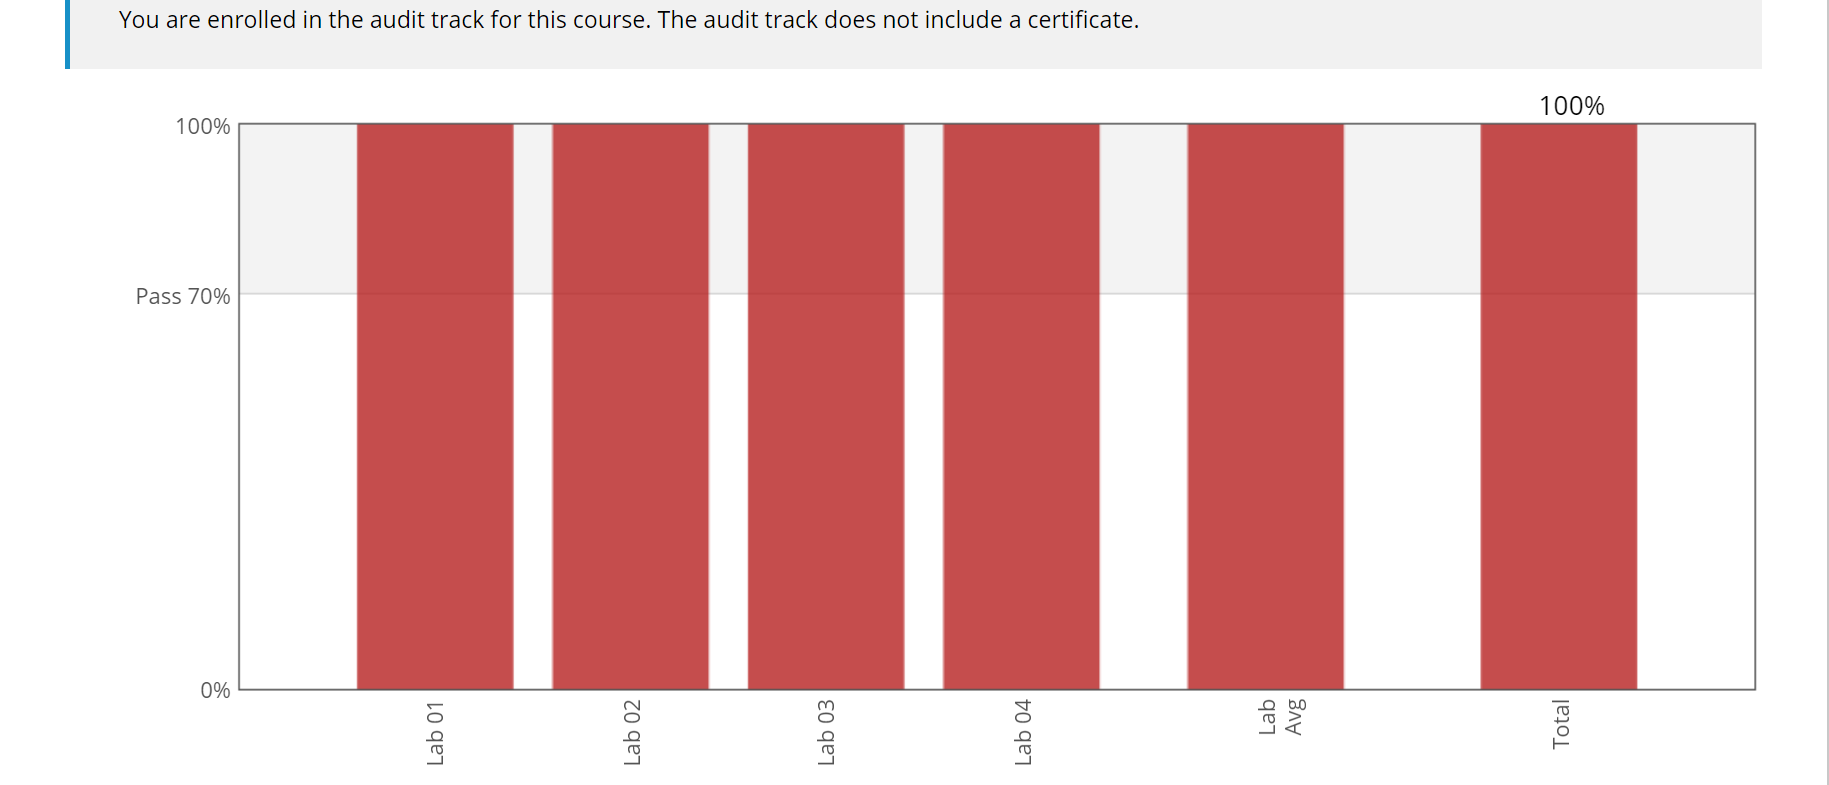 You are enrolled in the audit track for this course. The audit track does not include a certificate.
100%
100%
Pass 70%
0%
Lab 01
Lab 02
Lab 03
Lab 04
Lab
Avg
Total